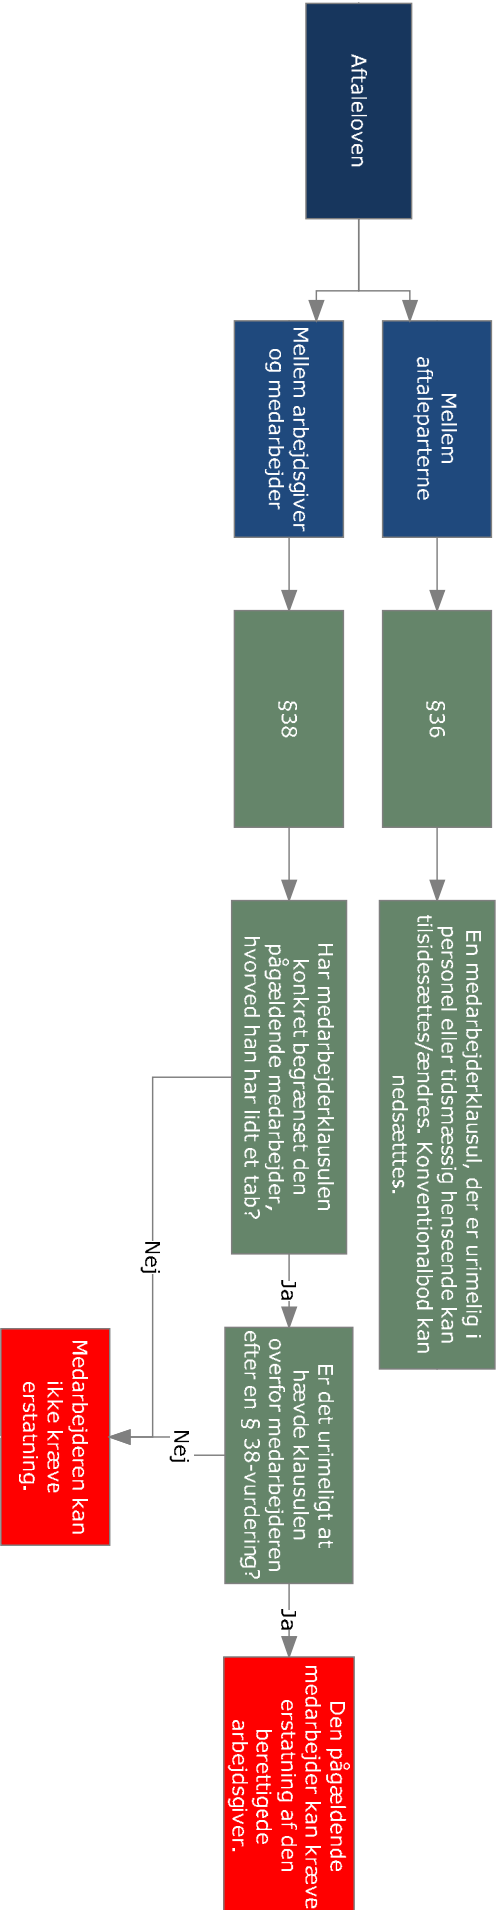 Aftaleloven
Mellem
aftaleparterne
§36
En medarbejderklausul, der er urimelig i
personel eller tidsmæssig henseende kan
tilsidesættes/ændres. Konventionalbod kan
nedsætttes.
Mellem arbejdsgiver
og medarbejder
§38
Har medarbejderklausulen
konkret begrænset den
pågældende medarbejder,
hvorved han har lidt et tab?
Ja
Er det urimeligt at
hævde klausulen
overfor medarbejderen
efter en § 38-vurdering?
Ja
Den pågældende
medarbejder kan kræve
erstatning af den
berettigede
arbejdsgiver.
Nej
Nej
Medarbejderen kan
ikke kræve
erstatning.